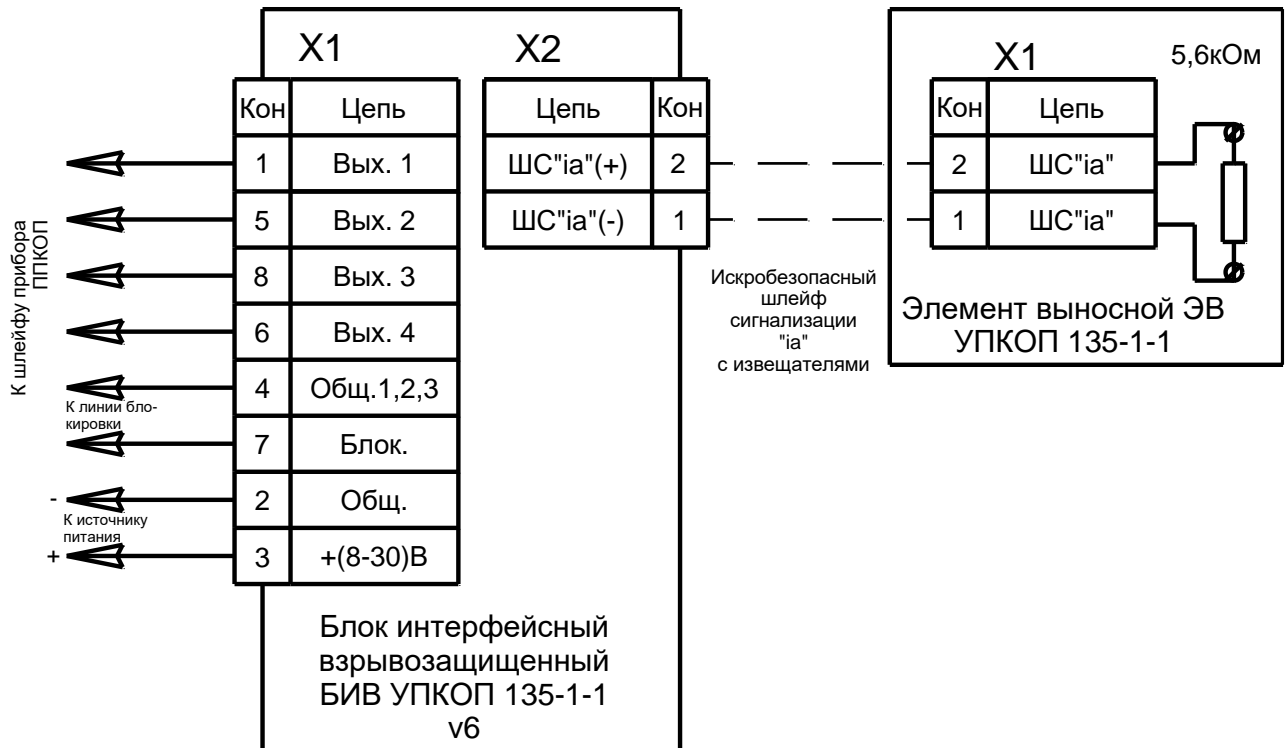 X1
Кон Цепь
1 Вых. 1
5 Вых. 2
8 Вых. 3
6 Вых. 4
4 Общ.1,2,3
7 Блок.
2 Общ.
3 +(8-30)В
К шлейфу прибора
ППКОП
К линии бло-
кировки
-
К источнику
питания
+
X2
Цепь Кон
ШС"ia"(+) 2
ШС"ia"(-) 1
Блок интерфейсный
взрывозащищенный
БИВ УПКОП 135-1-1
v6
Искробезопасный
шлейф
сигнализации
"ia"
с извещателями
X1
5,6кОм
Кон Цепь
2 ШС"ia"
1 ШС"ia"
Элемент выносной ЭВ
УПКОП 135-1-1